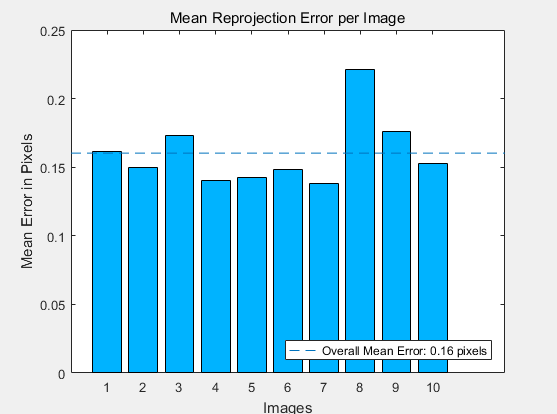 Mean Reprojection Error per Image
0.25
0.2
0.15
0.1
0.05
0
Mean Error in Pixels
Overall Mean Error: 0.16 pixels
1 2 3 4 5 6 7 8 9 10
Images